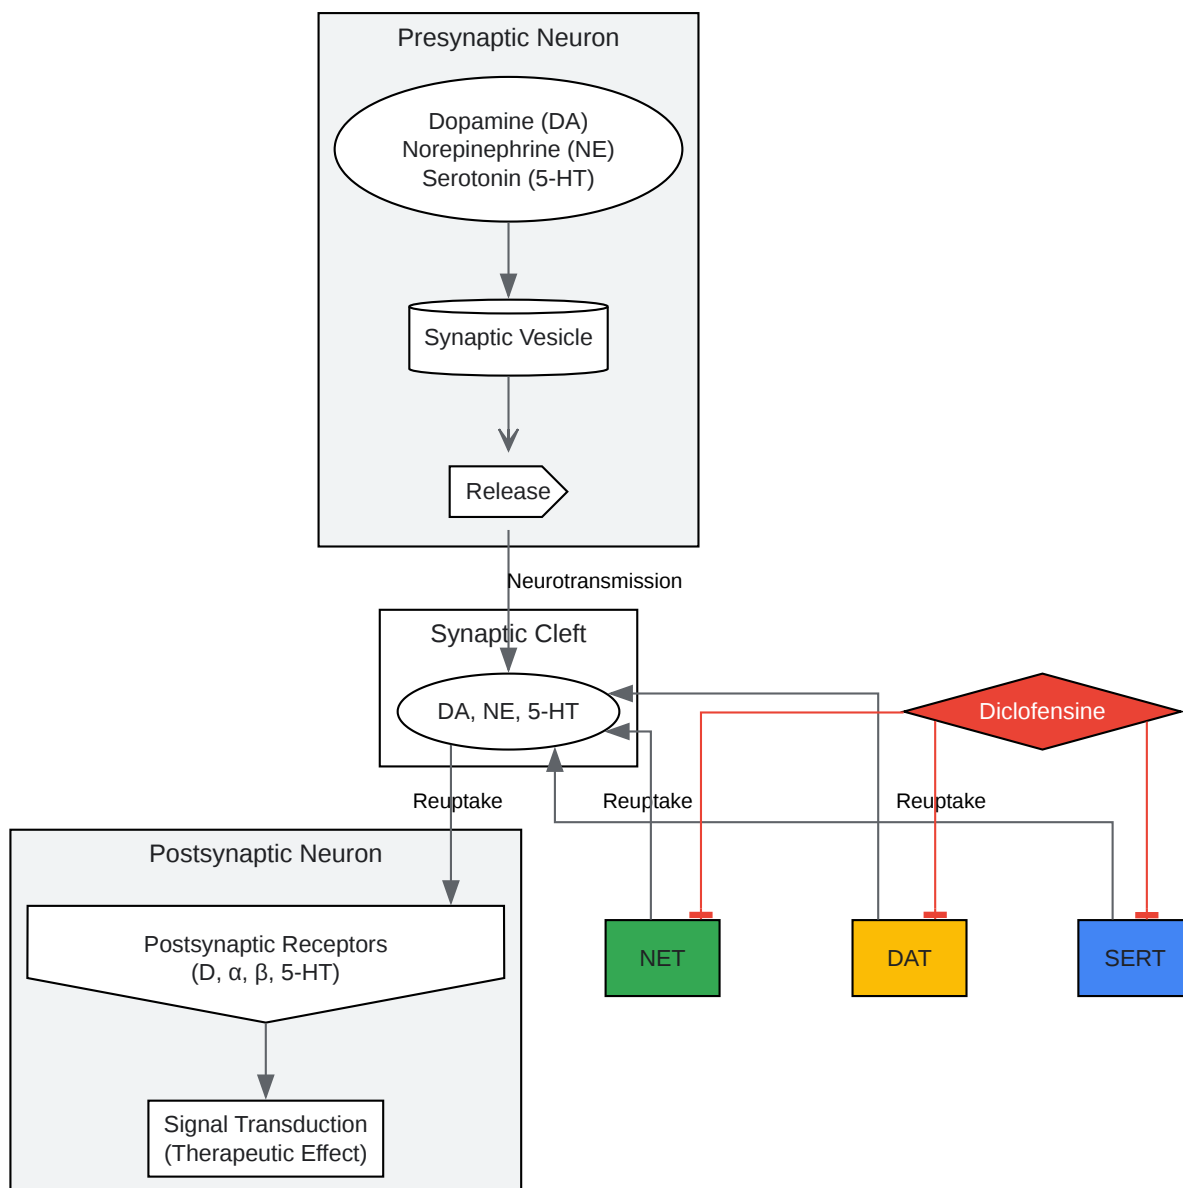 Presynaptic Neuron
Dopamine (DA)
Norepinephrine (NE)
Serotonin (5-HT)
Synaptic Vesicle
Release
Neurotransmission
Synaptic Cleft
DA, NE, 5-HT
Diclofensine
Reuptake
Reuptake
Reuptake
Postsynaptic Neuron
Postsynaptic Receptors
(D, α, β, 5-HT)
NET
DAT
SERT
Signal Transduction
(Therapeutic Effect)